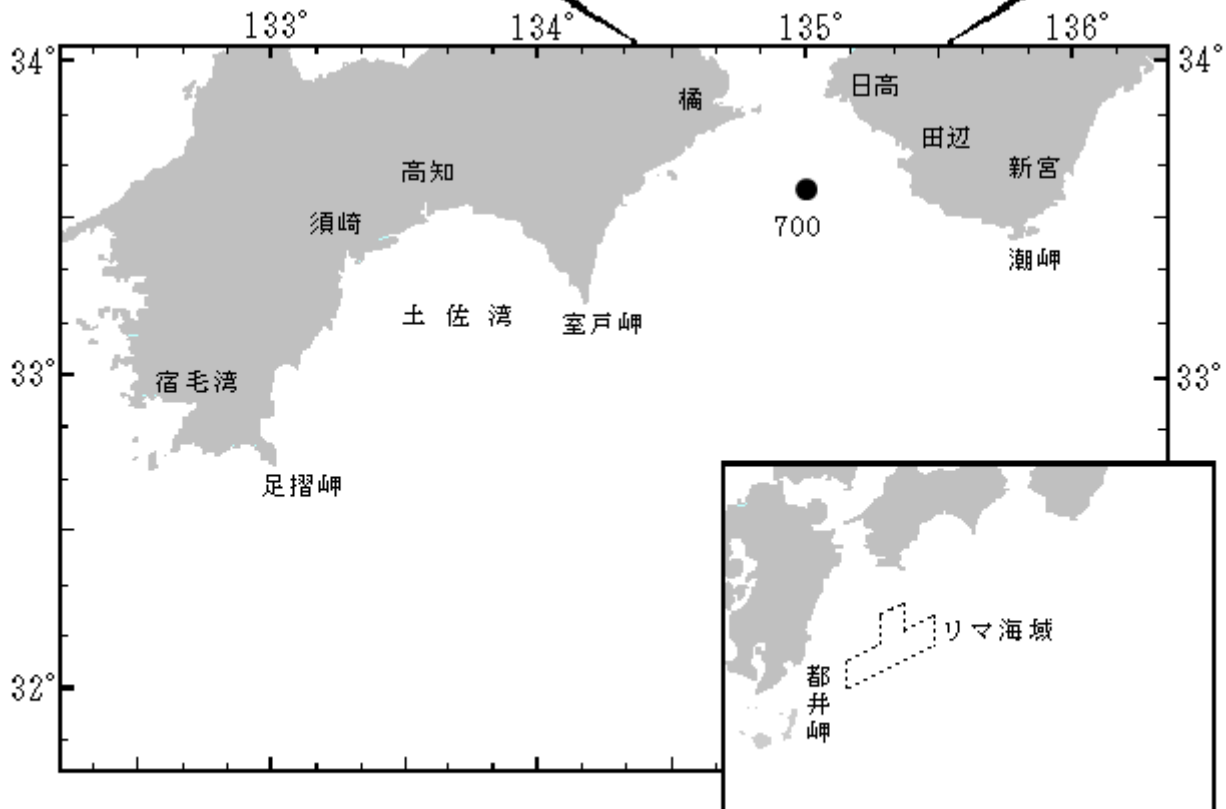 133°
134°
135°
136°
34°
34°
橘
日高
田辺
新宮
高知
須崎
700
潮岬
土佐湾
室戸岬
33°
33°
宿毛湾
足摺岬
リマ海域
都井岬
32°